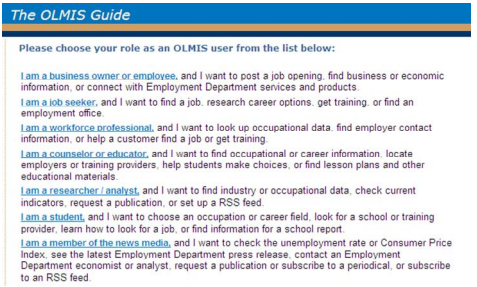 The OLMIS Guide
Please choose your role as an OLMIS user from the list below:
I am a business owner or employee, and I want to post a job opening, find business or economic
information, or connect with Employment Department services and products.
I am a job seeker, and I want to find a job, research career options, get training, or find an
employment office.
I am a workforce professional, and I want to look up occupational data, find employer contact
information, or help a customer find a job or get training.
I am a counselor or educator, and I want to find occupational or career information, locate
employers or training providers, help students make choices, or find lesson plans and other
educational materials.
I am a researcher / analyst, and I want to find industry or occupational data, check current
indicators, request a publication, or set up a RSS feed.
I am a student, and I want to choose an occupation or career field, look for a school or training
provider, learn how to look for a job, or find information for a school report.
I am a member of the news media, and I want to check the unemployment rate or Consumer Price
Index, see the latest Employment Department press release, contact an Employment
Department economist or analyst, request a publication or subscribe to a periodical, or subscribe
to an RSS feed.